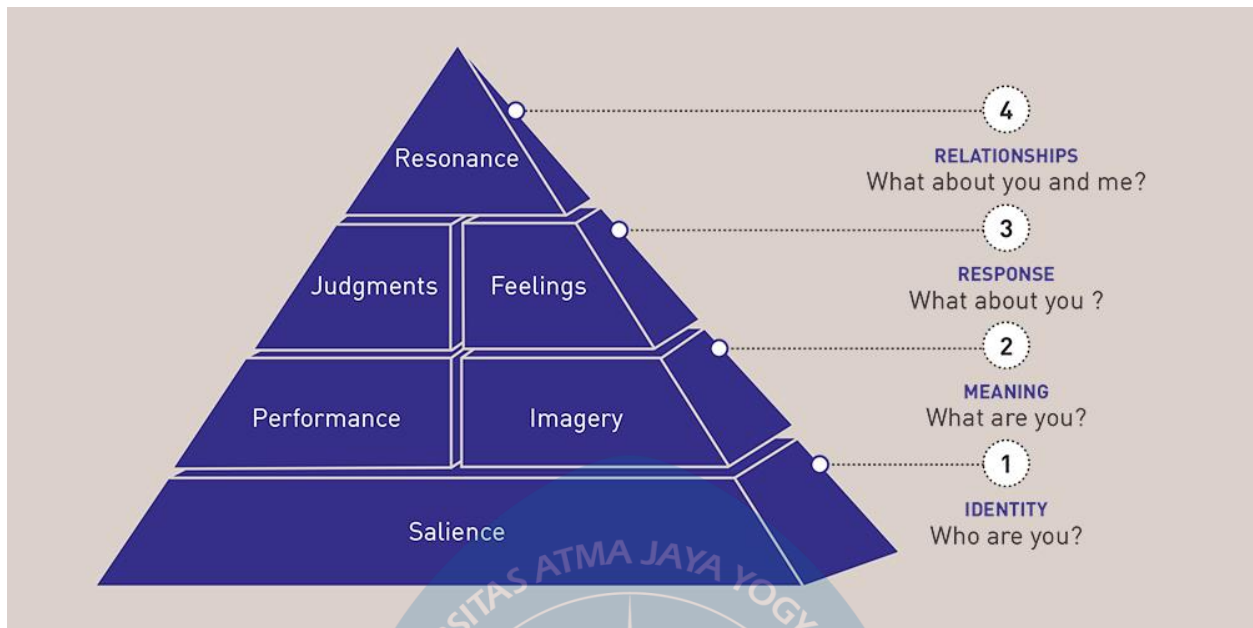 Resonance
4
RELATIONSHIPS
What about you and me?
Judgments
Feelings
3
RESPONSE
What about you ?
Performance
Imagery
2
MEANING
What are you?
Salience
1
IDENTITY
Who are you?
ATMA JAYA